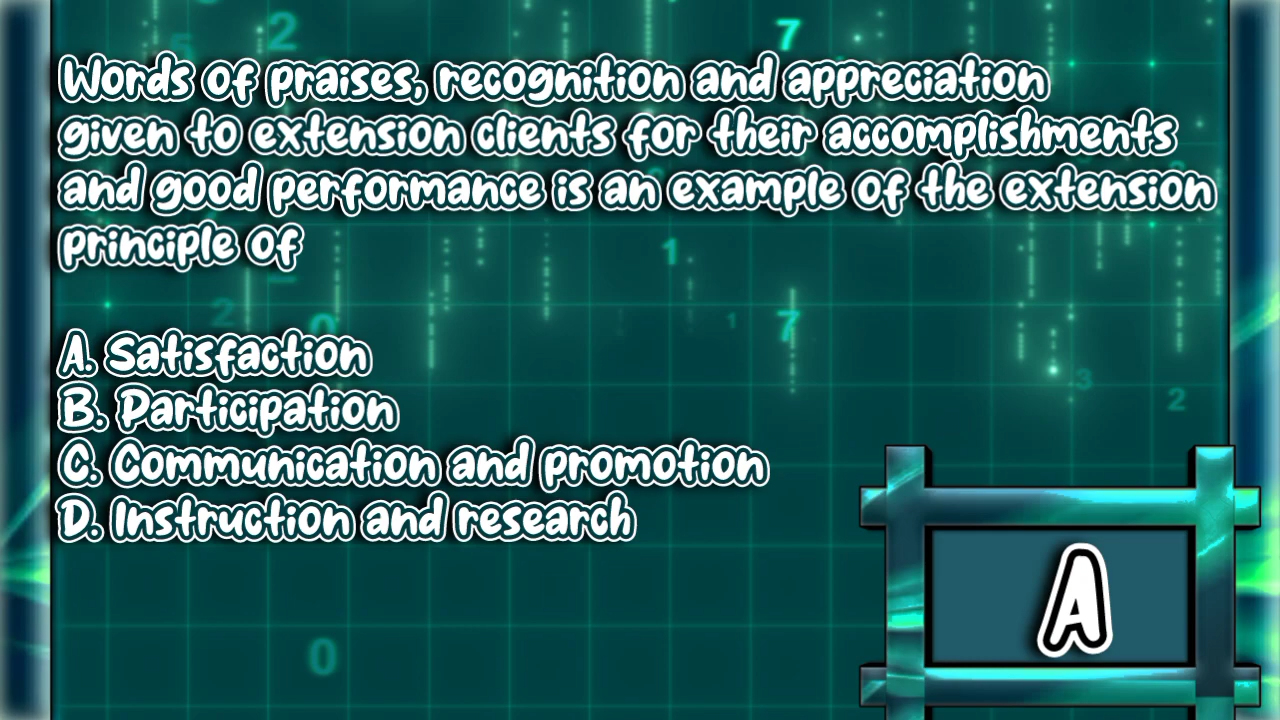 Words of praises, recognition and appreciation
given to extension clients for their accomplishments
and good performance is an example of the extension
principle of
A. Satisfaction
B. Participation
C. Communication and promotion
D. Instruction and research
A